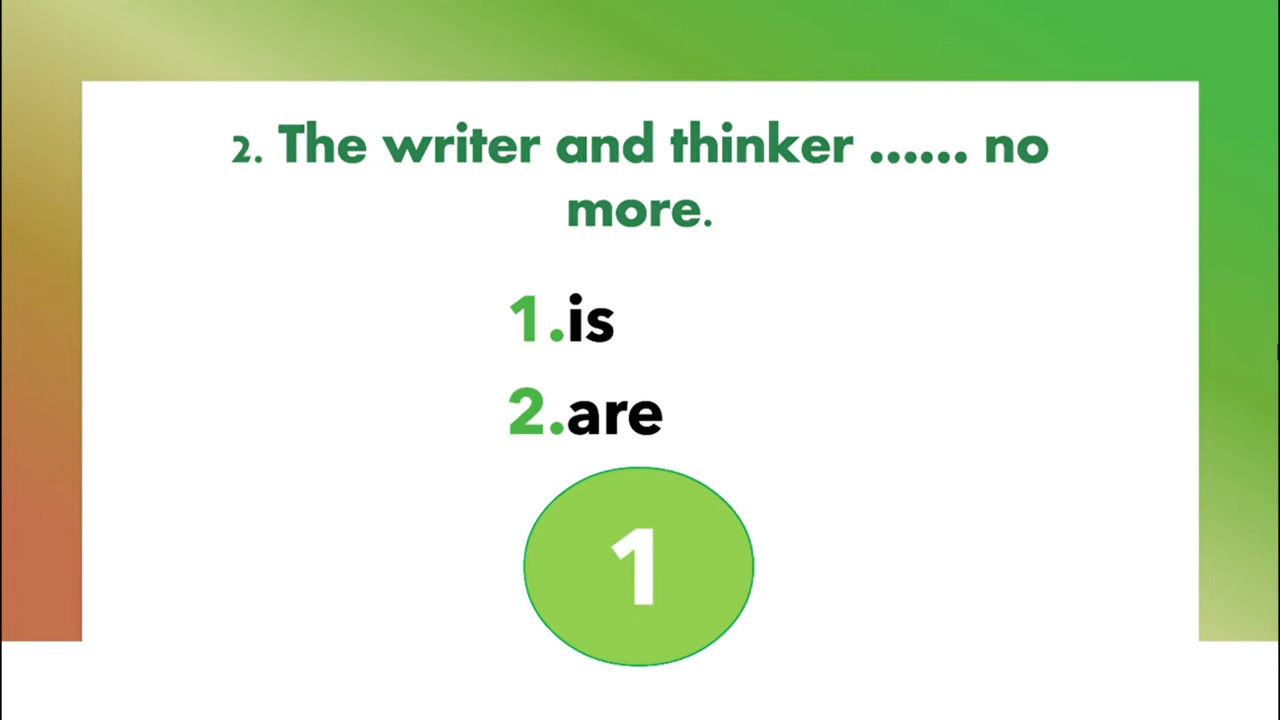 2. The writer and thinker ...... no
more.
1.is
2.are
1